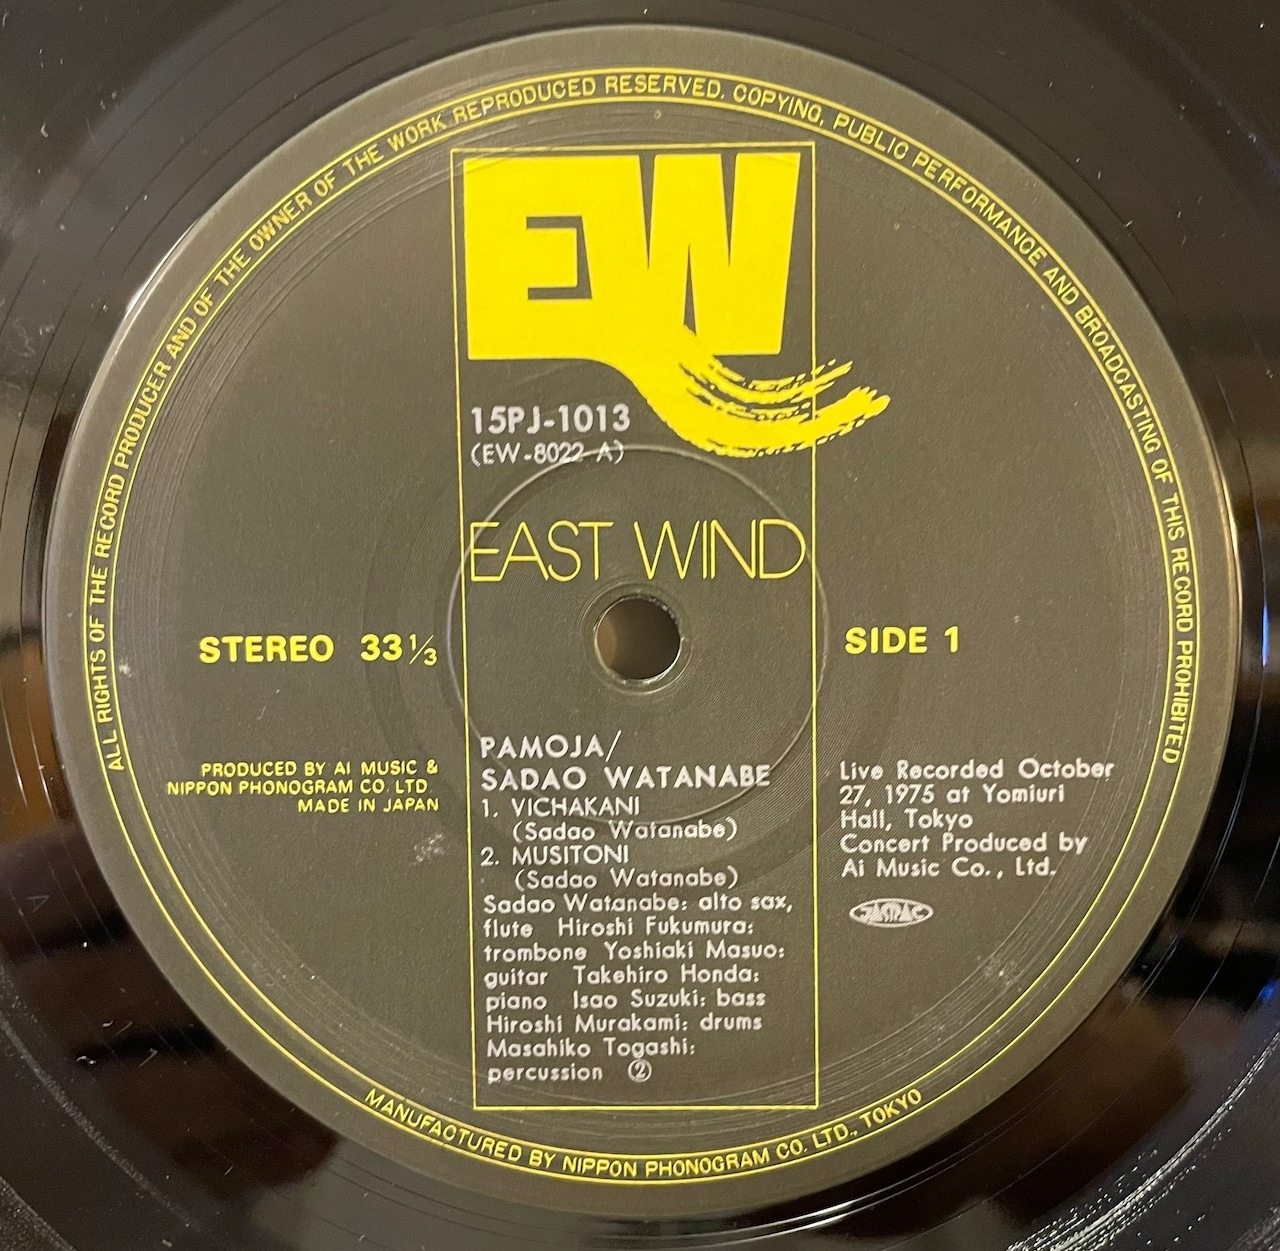 ALL RIGHTS OF THE RECORD PRODUCER AND OF THE OWNER OF THE WORK REPRODUCED RESERVED. COPYING, PUBLIC PERFORMANCE AND BROADCASTING OF THIS RECORD PROHIBITED
EW
15PJ-1013
(EW-8022 A)
EAST WIND
STEREO 33 1/3
SIDE 1
PRODUCED BY AI MUSIC &
NIPPON PHONOGRAM CO. LTD.
MADE IN JAPAN
PAMOJA/
SADAO WATANABE
1. VICHAKANI
(Sadao Watanabe)
2. MUSITONI
(Sadao Watanabe)
Sadao Watanabe: alto sax,
flute Hiroshi Fukumura:
trombone Yoshiaki Masuo:
guitar Takehiro Honda:
piano Isao Suzuki: bass
Hiroshi Murakami: drums
Masahiko Togashi:
percussion ②
Live Recorded October
27, 1975 at Yomiuri
Hall, Tokyo
Concert Produced by
Ai Music Co., Ltd.
JASRAC
MANUFACTURED BY NIPPON PHONOGRAM CO. LTD., TOKYO